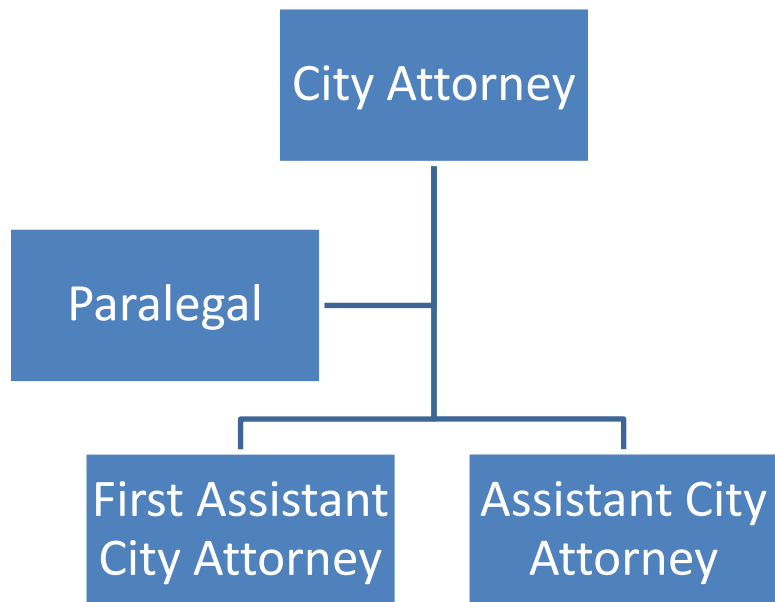 City Attorney
Paralegal
First Assistant
City Attorney
Assistant City
Attorney